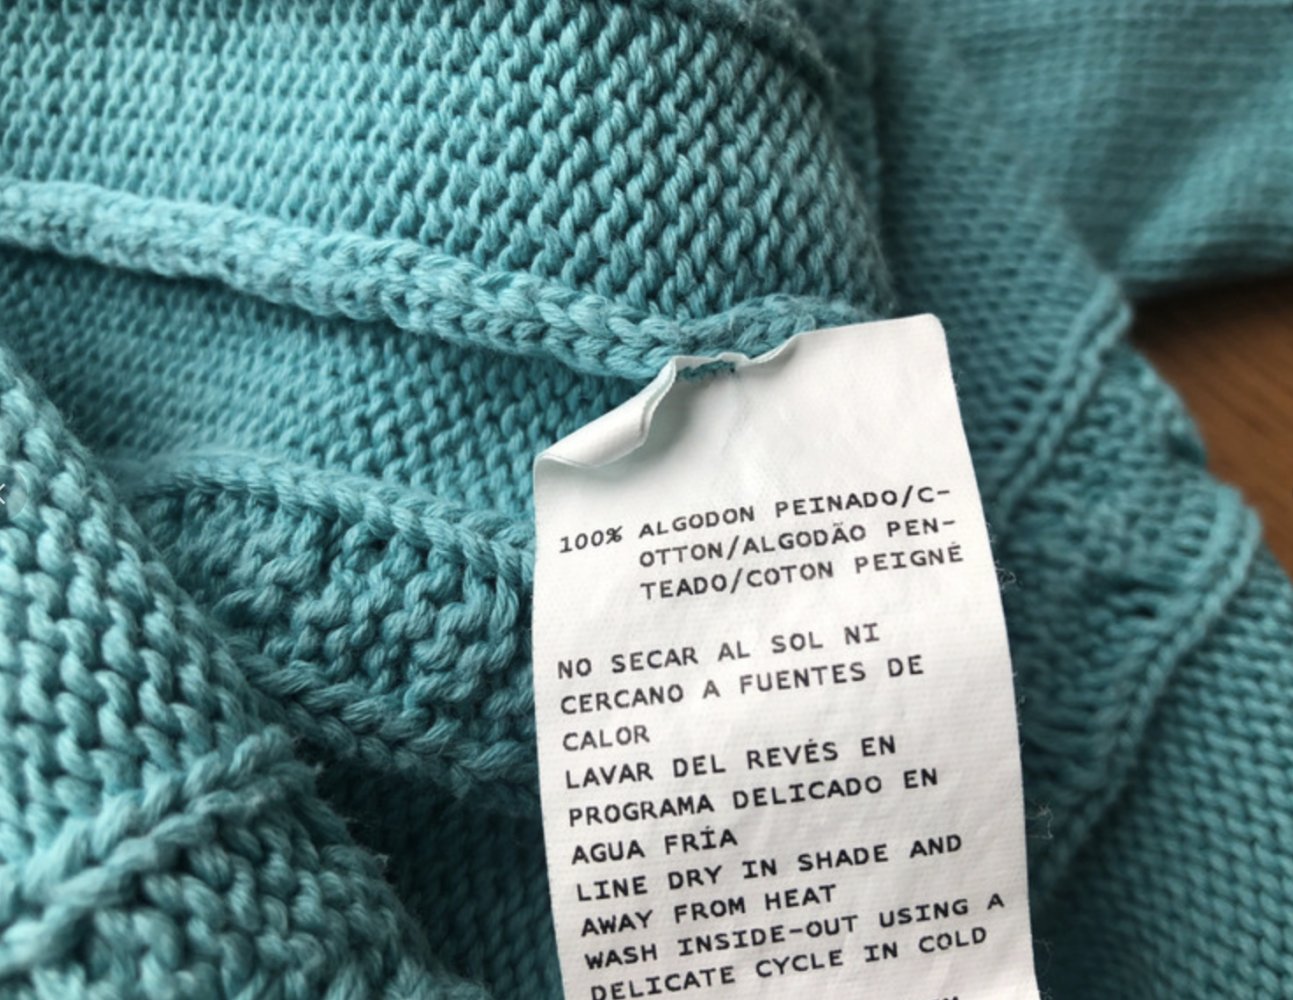 100% ALGODON PEINADO/C-
OTTON/ALGODÃO PEN-
TEADO/COTON PEIGNÉ
NO SECAR AL SOL NI
CERCANO A FUENTES DE
CALOR
LAVAR DEL REVÉS EN
PROGRAMA DELICADO EN
AGUA FRÍA
LINE DRY IN SHADE AND
AWAY FROM HEAT
WASH INSIDE-OUT USING A
DELICATE CYCLE IN COLD